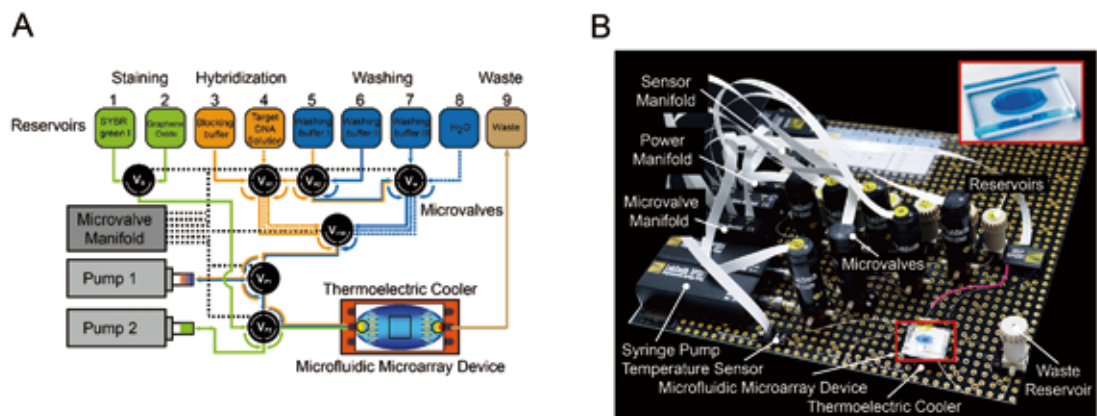 A
B
Staining
Hybridization
Washing
Waste
1
2
3
4
5
6
7
8
9
Reservoirs
SYBR
green I
Graphene
Oxide
Blocking
buffer
Target
DNA
Solution
Washing
buffer I
Washing
buffer II
Washing
buffer III
H₂O
Waste
Microvalves
Microvalve
Manifold
Pump 1
Pump 2
Thermoelectric Cooler
Microfluidic Microarray Device
Sensor
Manifold
Power
Manifold
Microvalve
Manifold
Reservoirs
Microvalves
Syringe Pump
Temperature Sensor
Microfluidic Microarray Device
Thermoelectric Cooler
Waste
Reservoir